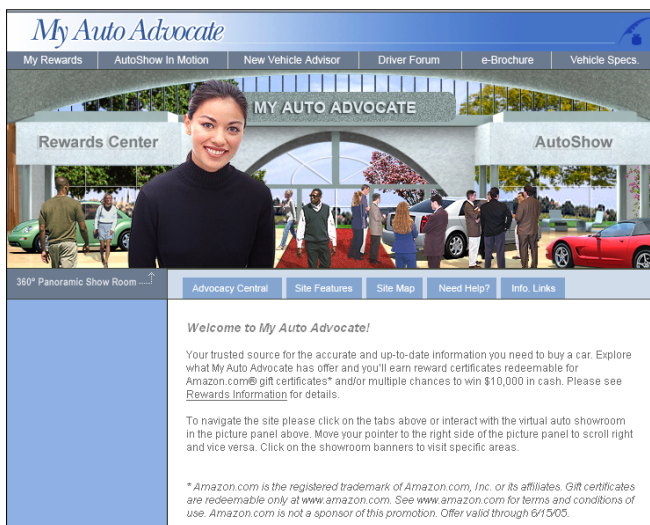 My Auto Advocate
My Rewards AutoShow In Motion New Vehicle Advisor Driver Forum e-Brochure Vehicle Specs.
MY AUTO ADVOCATE
Rewards Center AutoShow
360° Panoramic Show Room
Advocacy Central Site Features Site Map Need Help? Info. Links
Welcome to My Auto Advocate!
Your trusted source for the accurate and up-to-date information you need to buy a car. Explore
what My Auto Advocate has offer and you'll earn reward certificates redeemable for
Amazon.com® gift certificates* and/or multiple chances to win $10,000 in cash. Please see
Rewards Information for details.
To navigate the site please click on the tabs above or interact with the virtual auto showroom
in the picture panel above. Move your pointer to the right side of the picture panel to scroll right
and vice versa. Click on the showroom banners to visit specific areas.
* Amazon.com is the registered trademark of Amazon.com, Inc. or its affiliates. Gift certificates
are redeemable only at www.amazon.com. See www.amazon.com for terms and conditions of
use. Amazon.com is not a sponsor of this promotion. Offer valid through 6/15/05.